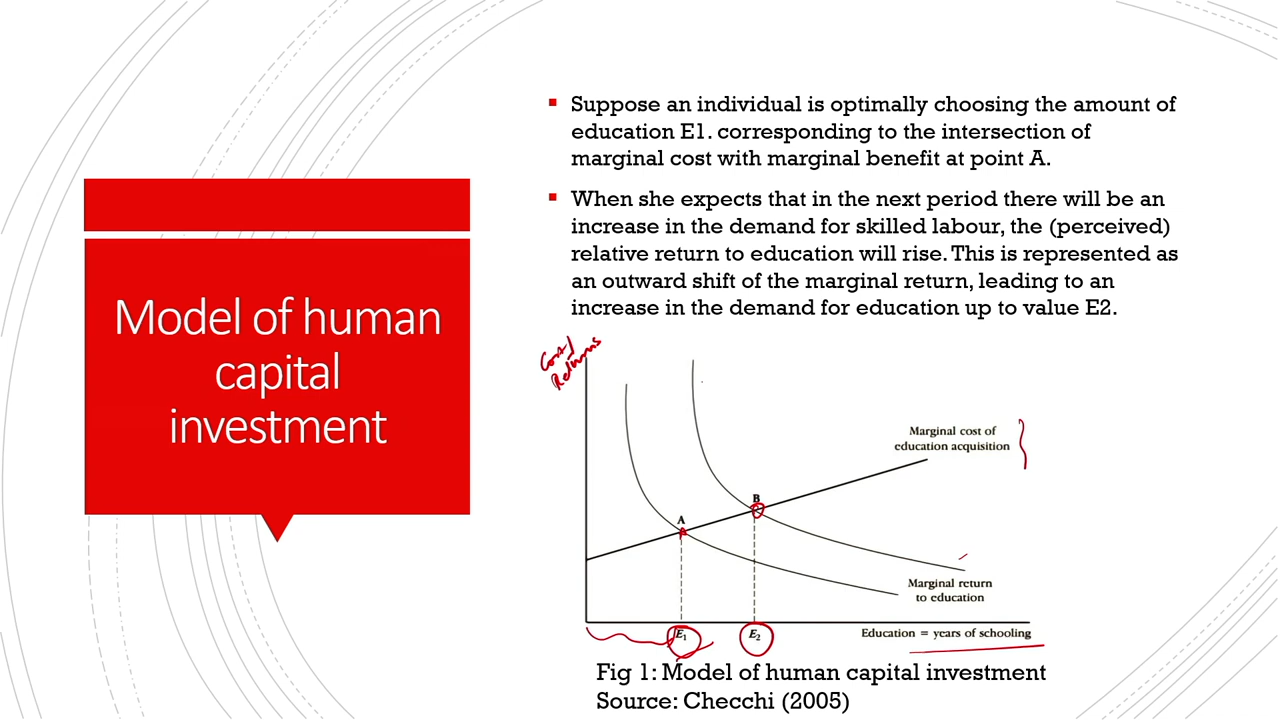 Model of human
capital
investment
▪ Suppose an individual is optimally choosing the amount of
education E1. corresponding to the intersection of
marginal cost with marginal benefit at point A.
▪ When she expects that in the next period there will be an
increase in the demand for skilled labour, the (perceived)
relative return to education will rise. This is represented as
an outward shift of the marginal return, leading to an
increase in the demand for education up to value E2.
Cost/
Returns
Marginal cost of
education acquisition
B
A
Marginal return
to education
E₁
E₂
Education = years of schooling
Fig 1: Model of human capital investment
Source: Checchi (2005)